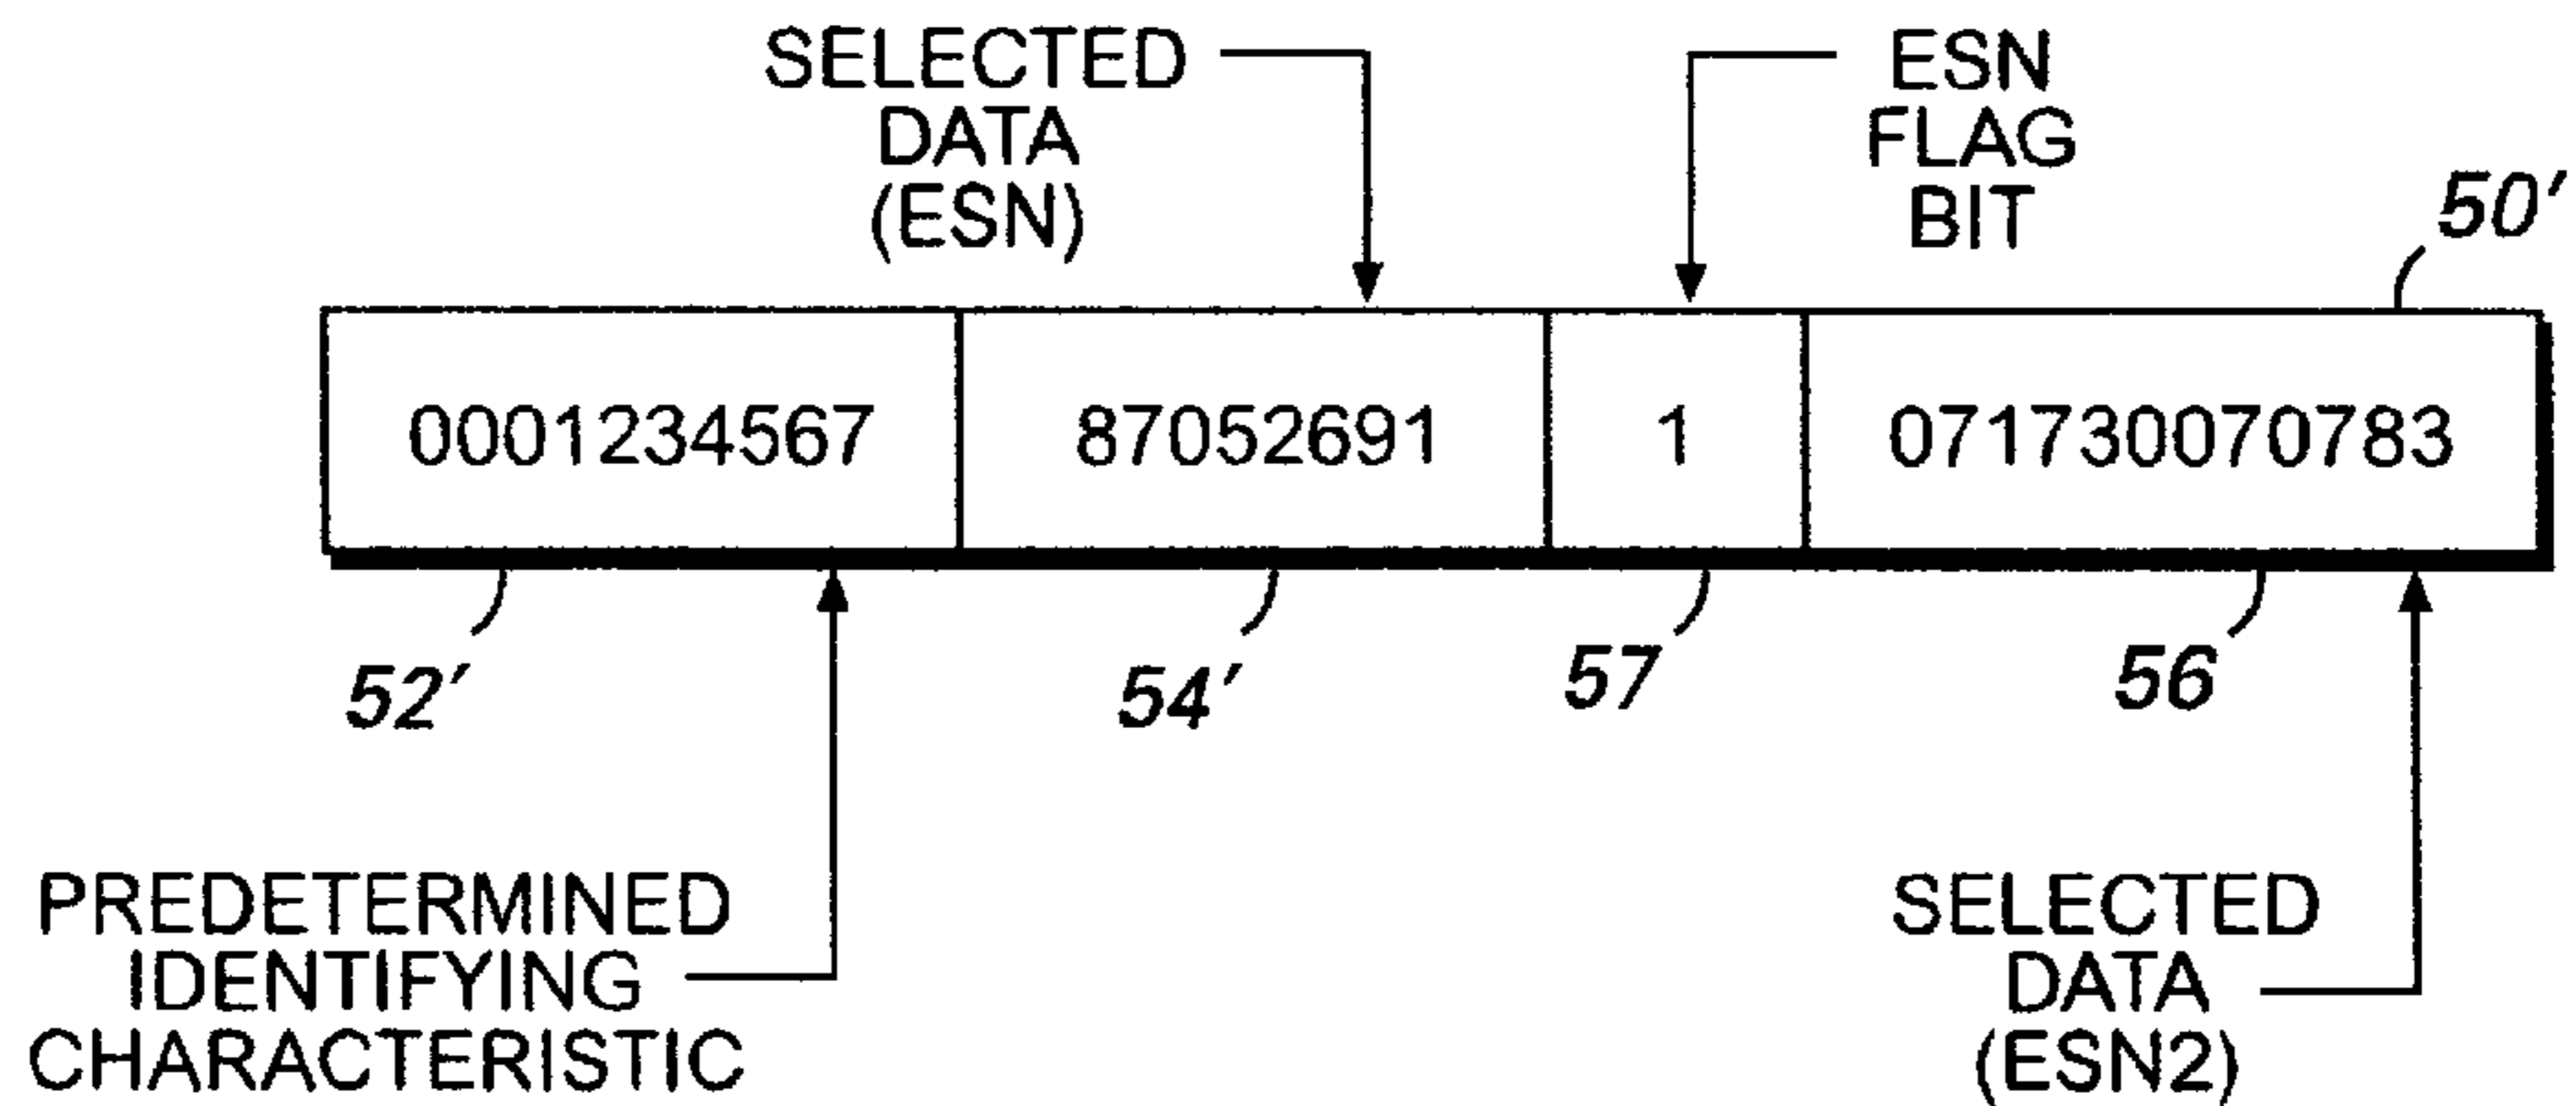 SELECTED
DATA
(ESN)
ESN
FLAG
BIT
50′
0001234567 87052691 1 071730070783
52′ 54′ 57 56
PREDETERMINED
IDENTIFYING
CHARACTERISTIC
SELECTED
DATA
(ESN2)